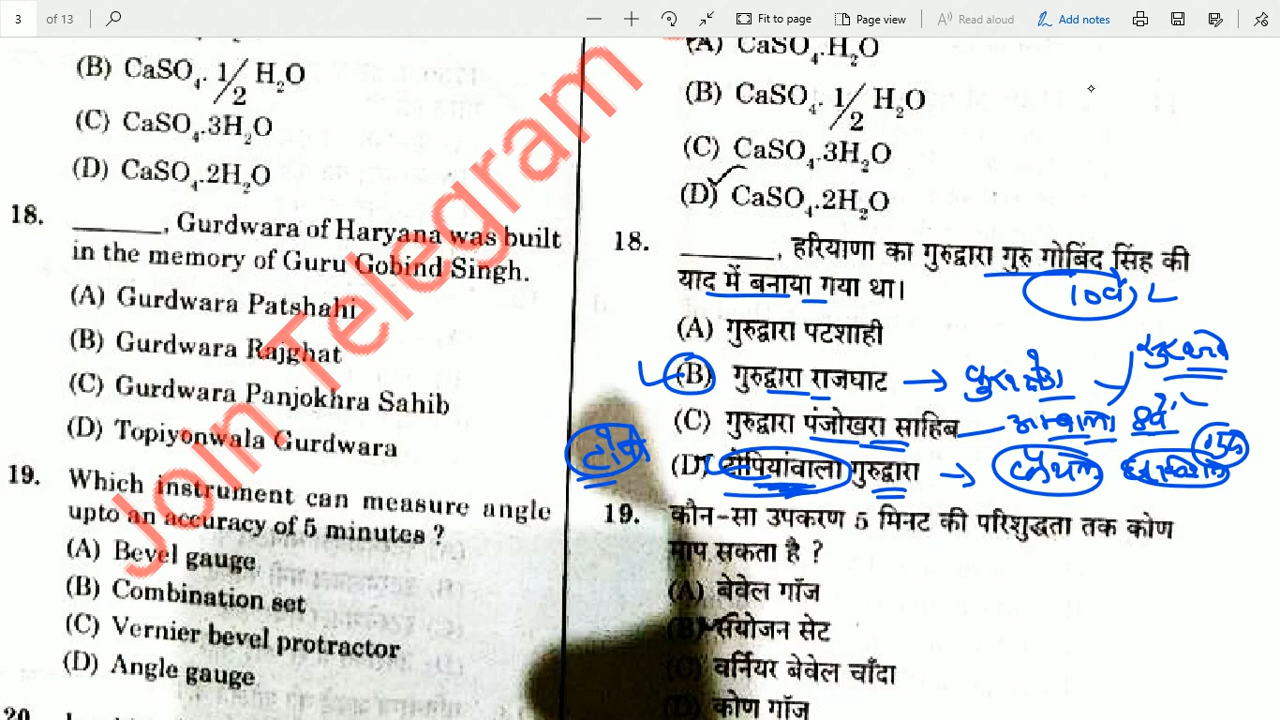 3 of 13
Fit to page
Page view
Read aloud
Add notes
(B) CaSO4. 1/2 H2O
(C) CaSO4.3H2O
(D) CaSO4.2H2O
18. ______, Gurdwara of Haryana was built
in the memory of Guru Gobind Singh.
(A) Gurdwara Patshahi
(B) Gurdwara Rajghat
(C) Gurdwara Panjokhra Sahib
(D) Topiyonwala Gurdwara
19. Which instrument can measure angle
upto an accuracy of 5 minutes ?
(A) Bevel gauge
(B) Combination set
(C) Vernier bevel protractor
(D) Angle gauge
20.
(A) CaSO4.H2O
(B) CaSO4. 1/2 H2O
(C) CaSO4.3H2O
(D) CaSO4.2H2O
18. ______, हरियाणा का गुरुद्वारा गुरु गोबिंद सिंह की
याद में बनाया गया था।
10वें
(A) गुरुद्वारा पटशाही
(B) गुरुद्वारा राजघाट
(C) गुरुद्वारा पंजोखरा साहिब
अम्बाला 8वें
(D) टोपियांवाला गुरुद्वारा
कैथल
19. कौन-सा उपकरण 5 मिनट की परिशुद्धता तक कोण
माप सकता है ?
(A) बेवेल गॉज
(B) संयोजन सेट
(C) वर्नियर बेवेल चाँदा
(D) कोण गॉज
Join Telegram